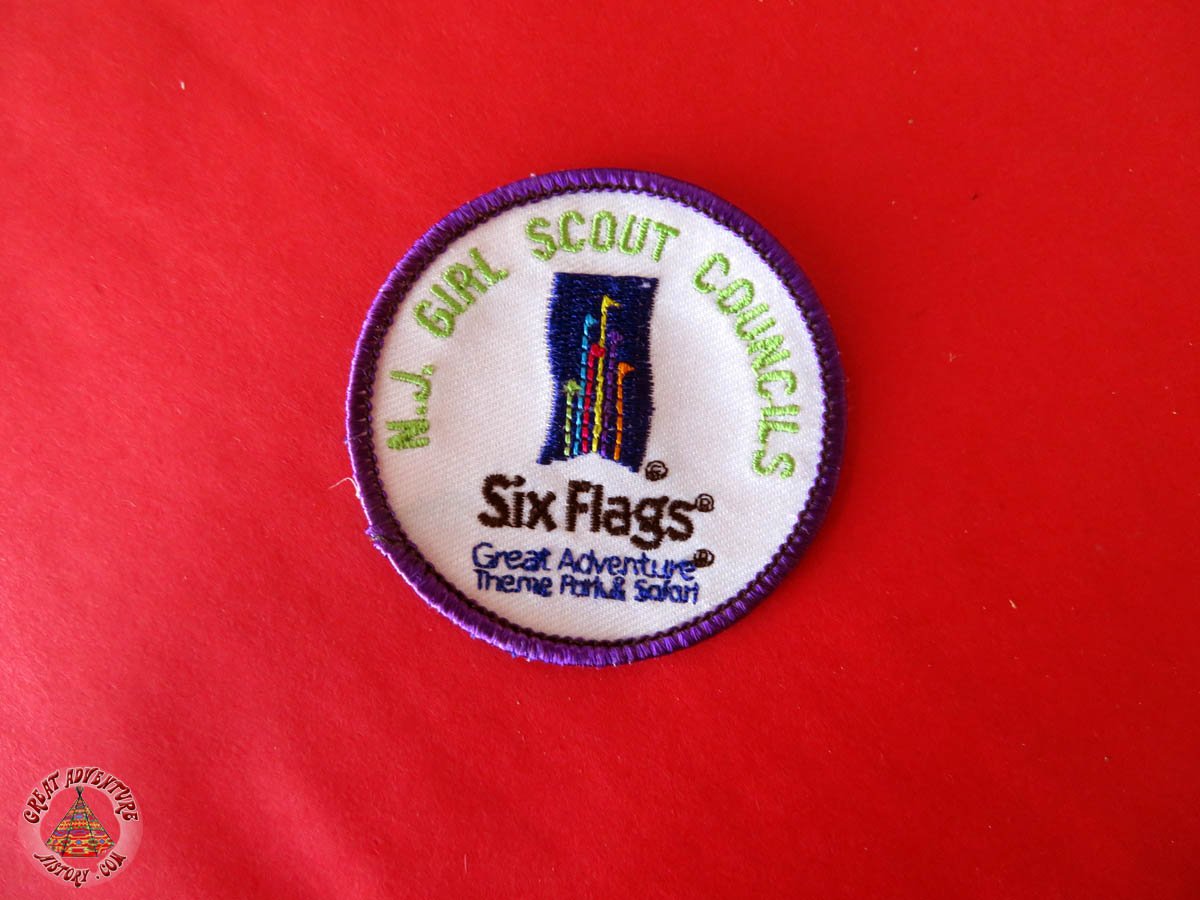 N.J. GIRL SCOUT COUNCILS
©
Six Flags®
Great Adventure®
Theme Park & Safari
GREAT ADVENTURE
HISTORY.COM